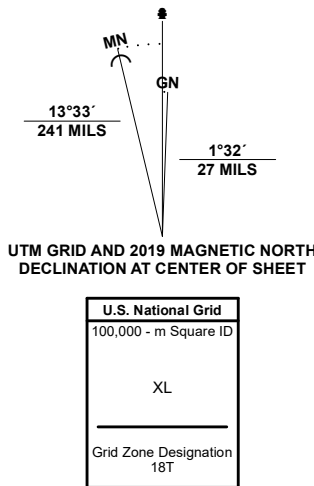 MN
GN
13°33´
241 MILS
1°32´
27 MILS
UTM GRID AND 2019 MAGNETIC NORTH
DECLINATION AT CENTER OF SHEET
U.S. National Grid
100,000 - m Square ID
XL
Grid Zone Designation
18T